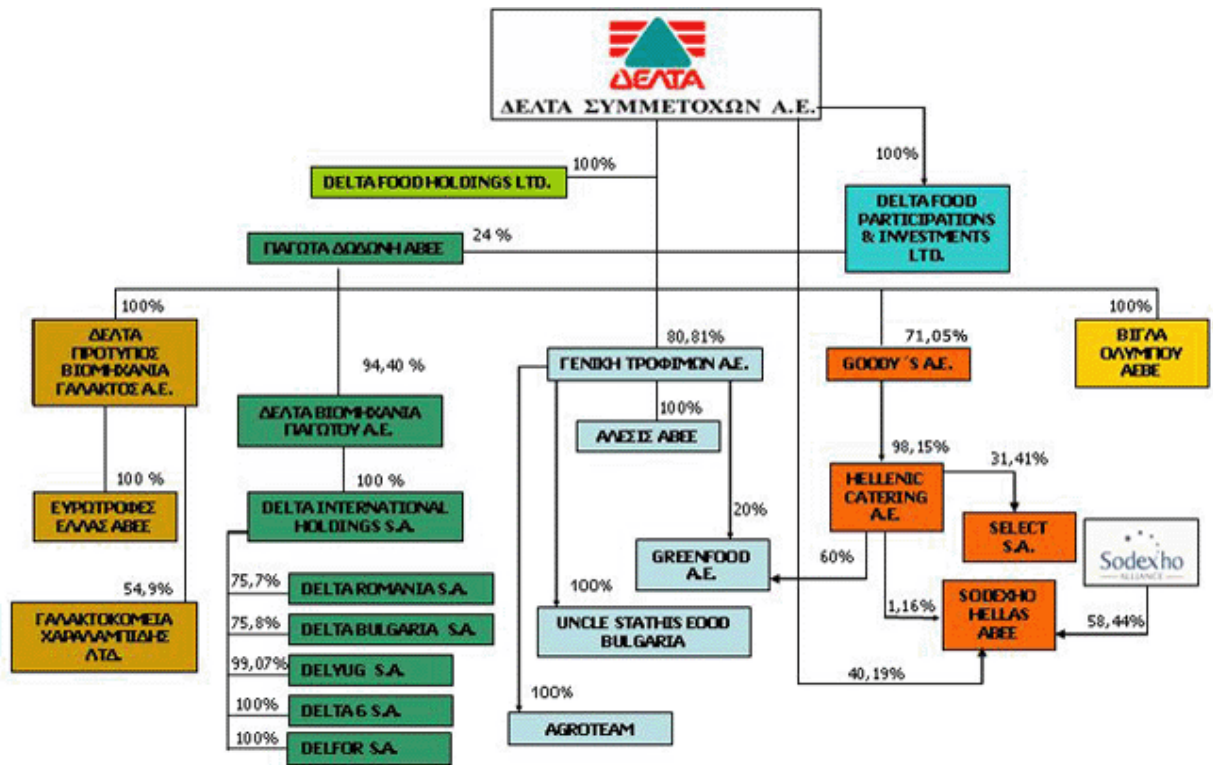 ΔΕΛΤΑ
ΔΕΛΤΑ ΣΥΜΜΕΤΟΧΩΝ Α.Ε.
100%
DELTA FOOD HOLDINGS LTD.
100%
DELTA FOOD
PARTICIPATIONS
& INVESTMENTS
LTD.
24 %
ΠΑΓΩΤΑ ΔΩΔΩΝΗ ΑΒΕΕ
100%
ΔΕΛΤΑ
ΠΡΟΤΥΠΟΣ
ΒΙΟΜΗΧΑΝΙΑ
ΓΑΛΑΚΤΟΣ Α.Ε.
94,40 %
ΔΕΛΤΑ ΒΙΟΜΗΧΑΝΙΑ
ΠΑΓΩΤΟΥ Α.Ε.
80,81%
ΓΕΝΙΚΗ ΤΡΟΦΙΜΩΝ Α.Ε.
71,05%
GOODY ´S A.E.
100%
ΒΙΓΛΑ
ΟΛΥΜΠΟΥ
ΑΕΒΕ
100%
ΑΛΕΣΙΣ ΑΒΕΕ
98,15%
HELLENIC
CATERING
A.E.
31,41%
SELECT
S.A.
100 %
ΕΥΡΩΤΡΟΦΕΣ
ΕΛΛΑΣ ΑΒΕΕ
100 %
DELTA INTERNATIONAL
HOLDINGS S.A.
20%
GREENFOOD
A.E.
60%
Sodexho
ALLIANCE
54,9%
ΓΑΛΑΚΤΟΚΟΜΕΙΑ
ΧΑΡΑΛΑΜΠΙΔΗΣ
ΛΤΔ.
75,7%
DELTA ROMANIA S.A.
75,8%
DELTA BULGARIA S.A.
99,07%
DELYUG S.A.
100%
DELTA 6 S.A.
100%
DELFOR S.A.
100%
UNCLE STATHIS EOOD
BULGARIA
1,16%
SODEXHO
HELLAS
ABEE
58,44%
40,19%
100%
AGROTEAM